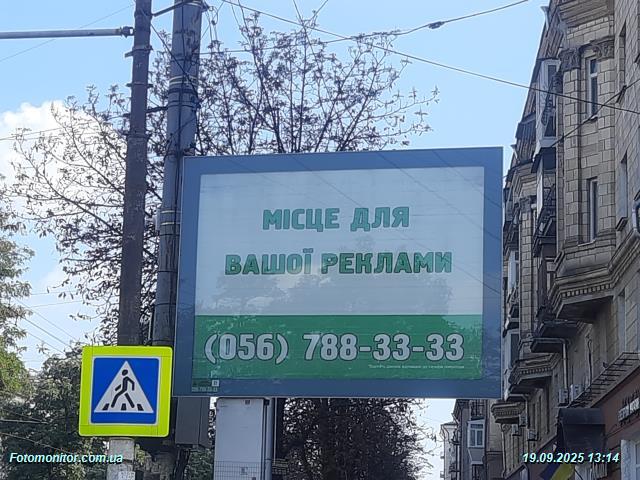 МІСЦЕ ДЛЯ
ВАШОЇ РЕКЛАМИ
(056) 788-33-33
Fotomonitor.com.ua
19.09.2025 13:14